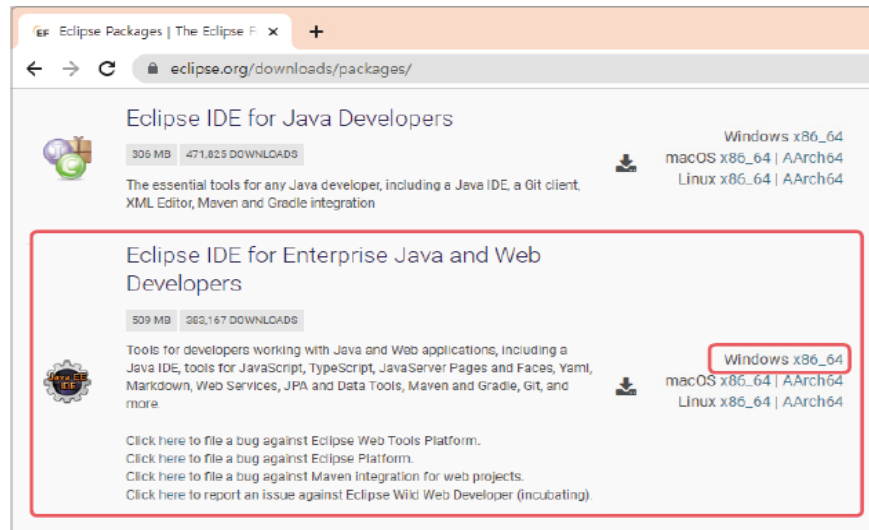 EF Eclipse Packages | The Eclipse F
eclipse.org/downloads/packages/
Eclipse IDE for Java Developers
306 MB 471,825 DOWNLOADS
The essential tools for any Java developer, including a Java IDE, a Git client,
XML Editor, Maven and Gradle integration
Windows x86_64
macOS x86_64 | AArch64
Linux x86_64 | AArch64
Eclipse IDE for Enterprise Java and Web
Developers
509 MB 383,167 DOWNLOADS
Tools for developers working with Java and Web applications, including a
Java IDE, tools for JavaScript, TypeScript, JavaServer Pages and Faces, Yaml,
Markdown, Web Services, JPA and Data Tools, Maven and Gradle, Git, and
more.
Click here to file a bug against Eclipse Web Tools Platform.
Click here to file a bug against Eclipse Platform.
Click here to file a bug against Maven integration for web projects.
Click here to report an issue against Eclipse Wild Web Developer (incubating).
Java EE
IDE
Windows x86_64
macOS x86_64 | AArch64
Linux x86_64 | AArch64